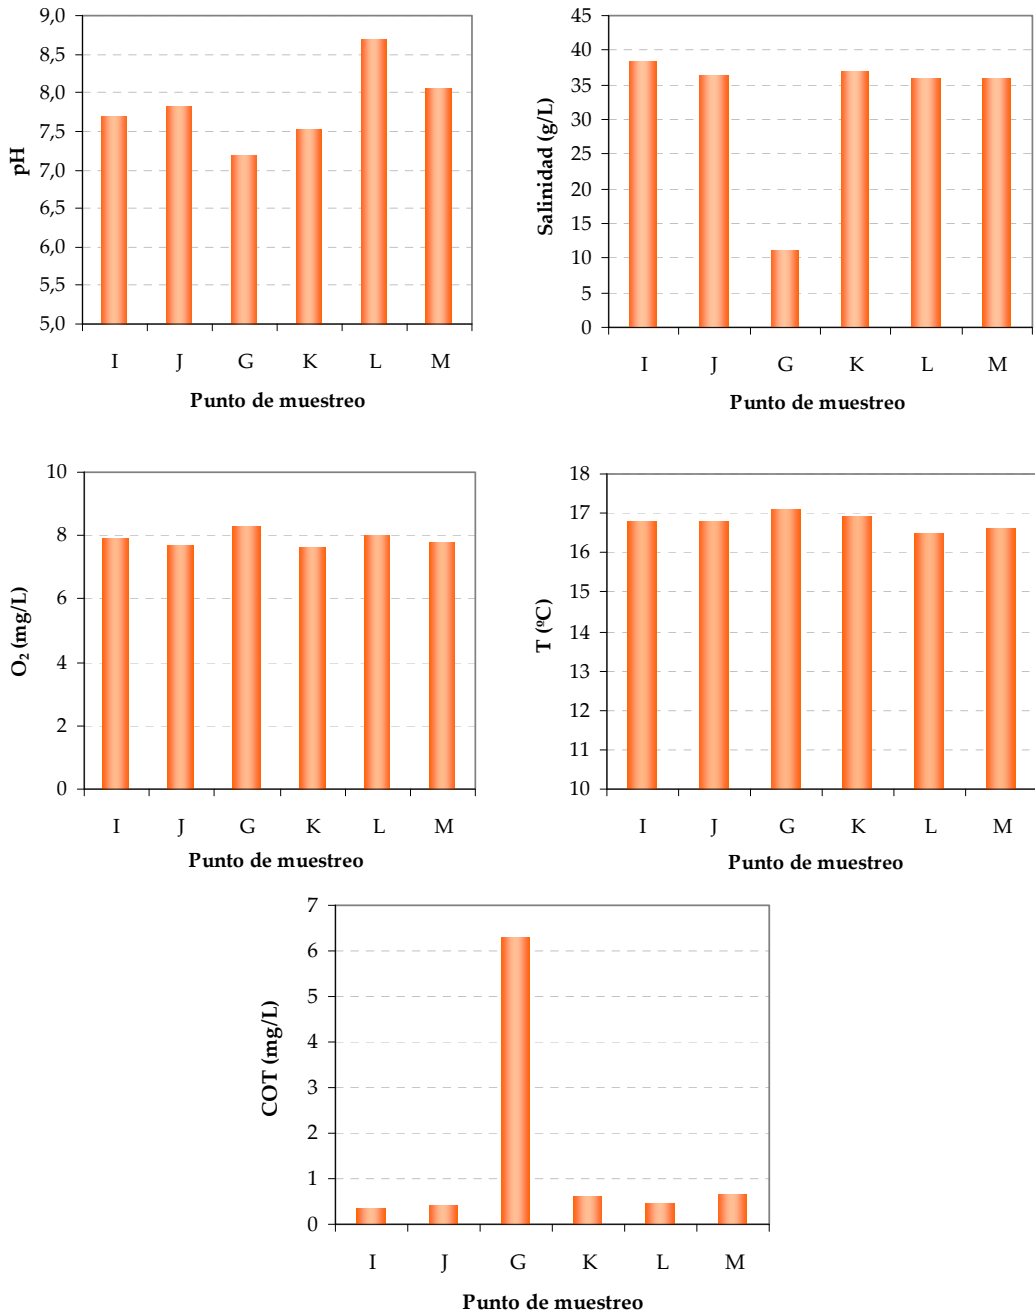 pH
9,0
8,5
8,0
7,5
7,0
6,5
6,0
5,5
5,0
I J G K L M
Punto de muestreo
Salinidad (g/L)
45
40
35
30
25
20
15
10
5
0
I J G K L M
Punto de muestreo
O₂ (mg/L)
10
8
6
4
2
0
I J G K L M
Punto de muestreo
T (ºC)
18
17
16
15
14
13
12
11
10
I J G K L M
Punto de muestreo
COT (mg/L)
7
6
5
4
3
2
1
0
I J G K L M
Punto de muestreo